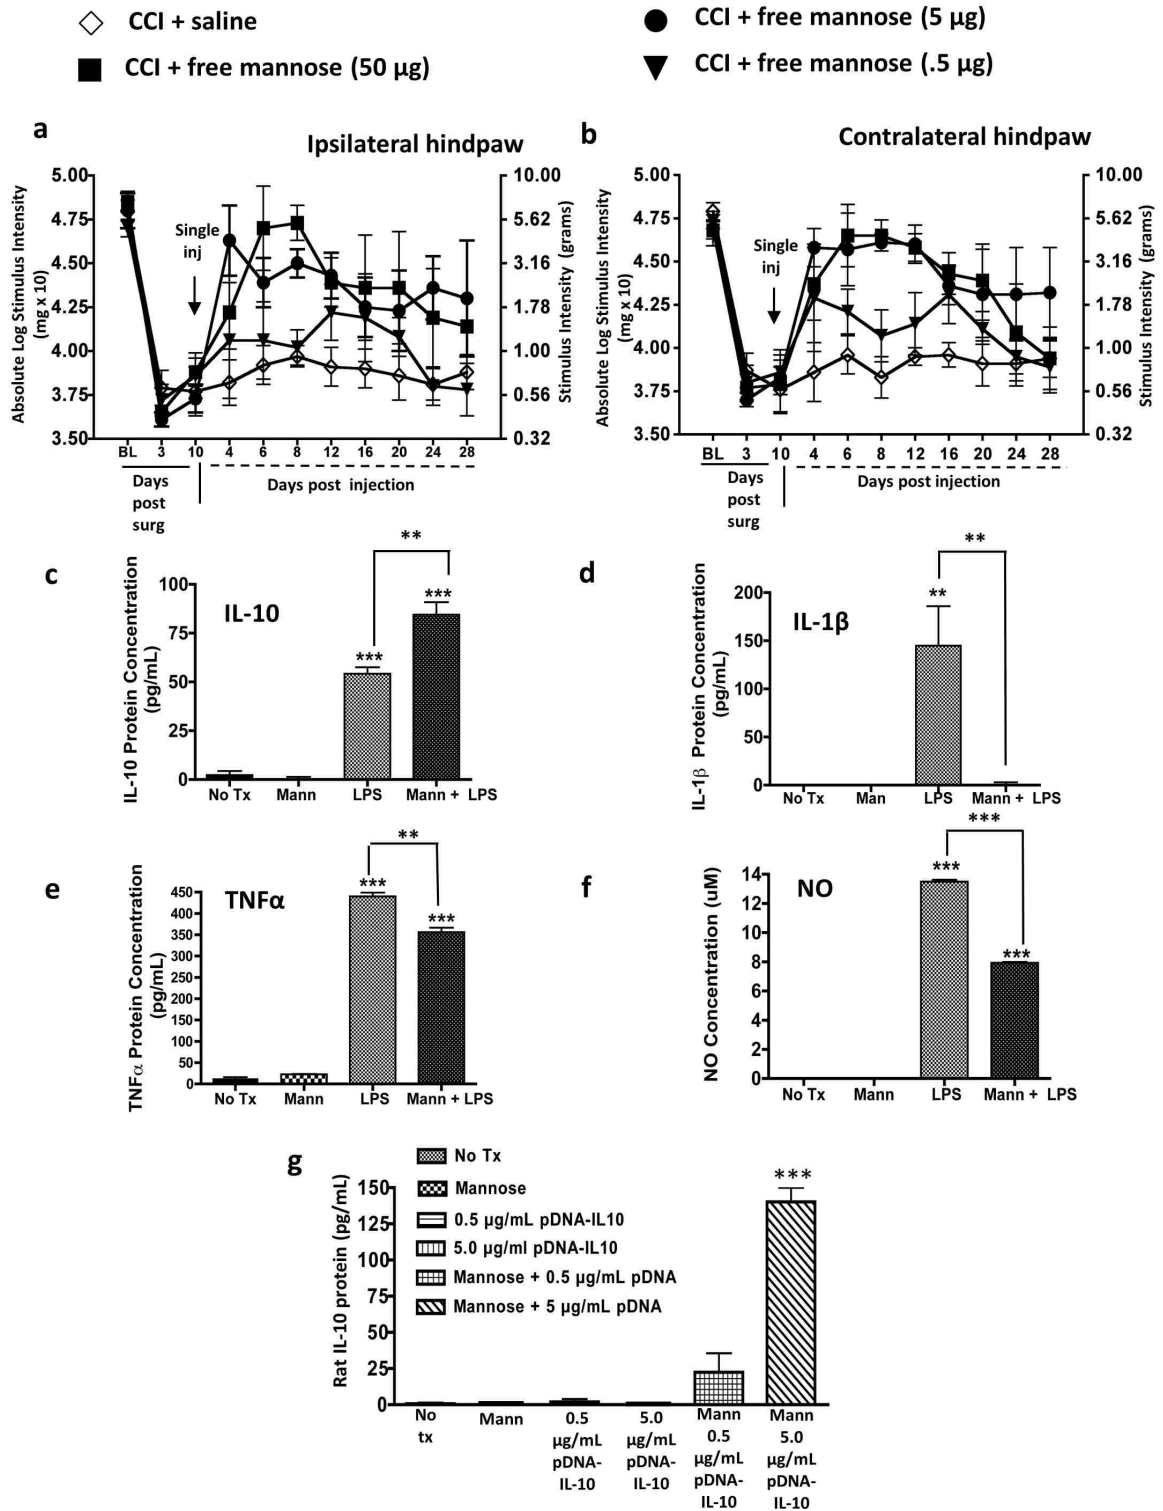 CCI + saline
CCI + free mannose (5 µg)
CCI + free mannose (50 µg)
CCI + free mannose (.5 µg)
a
Ipsilateral hindpaw
Absolute Log Stimulus Intensity
(mg x 10)
5.00
4.75
4.50
4.25
4.00
3.75
3.50
Single
inj
10.00
5.62
3.16
1.78
1.00
0.56
0.32
Stimulus Intensity (grams)
BL 3 10 4 6 8 12 16 20 24 28
Days
post
surg
Days post injection
b
Contralateral hindpaw
Absolute Log Stimulus Intensity
(mg x 10)
5.00
4.75
4.50
4.25
4.00
3.75
3.50
Single
inj
10.00
5.62
3.16
1.78
1.00
0.56
0.32
Stimulus Intensity (grams)
BL 3 10 4 6 8 12 16 20 24 28
Days
post
surg
Days post injection
c
IL-10
IL-10 Protein Concentration
(pg/mL)
100
75
50
25
0
**
***
***
No Tx Mann LPS Mann + LPS
d
IL-1β
IL-1β Protein Concentration
(pg/mL)
200
150
100
50
0
**
**
No Tx Man LPS Mann + LPS
e
TNFα
TNFα Protein Concentration
(pg/mL)
450
400
350
300
250
200
150
100
50
0
**
***
***
No Tx Mann LPS Mann + LPS
f
NO
NO Concentration (uM)
14
12
10
8
6
4
2
0
***
***
***
No Tx Mann LPS Mann + LPS
g
Rat IL-10 protein (pg/mL)
150
125
100
75
50
25
0
No Tx
Mannose
0.5 µg/mL pDNA-IL10
5.0 µg/ml pDNA-IL10
Mannose + 0.5 µg/mL pDNA
Mannose + 5 µg/mL pDNA
***
No
tx
Mann
0.5
µg/mL
pDNA-
IL-10
5.0
µg/mL
pDNA-
IL-10
Mann
0.5
µg/mL
pDNA-
IL-10
Mann
5.0
µg/mL
pDNA-
IL-10